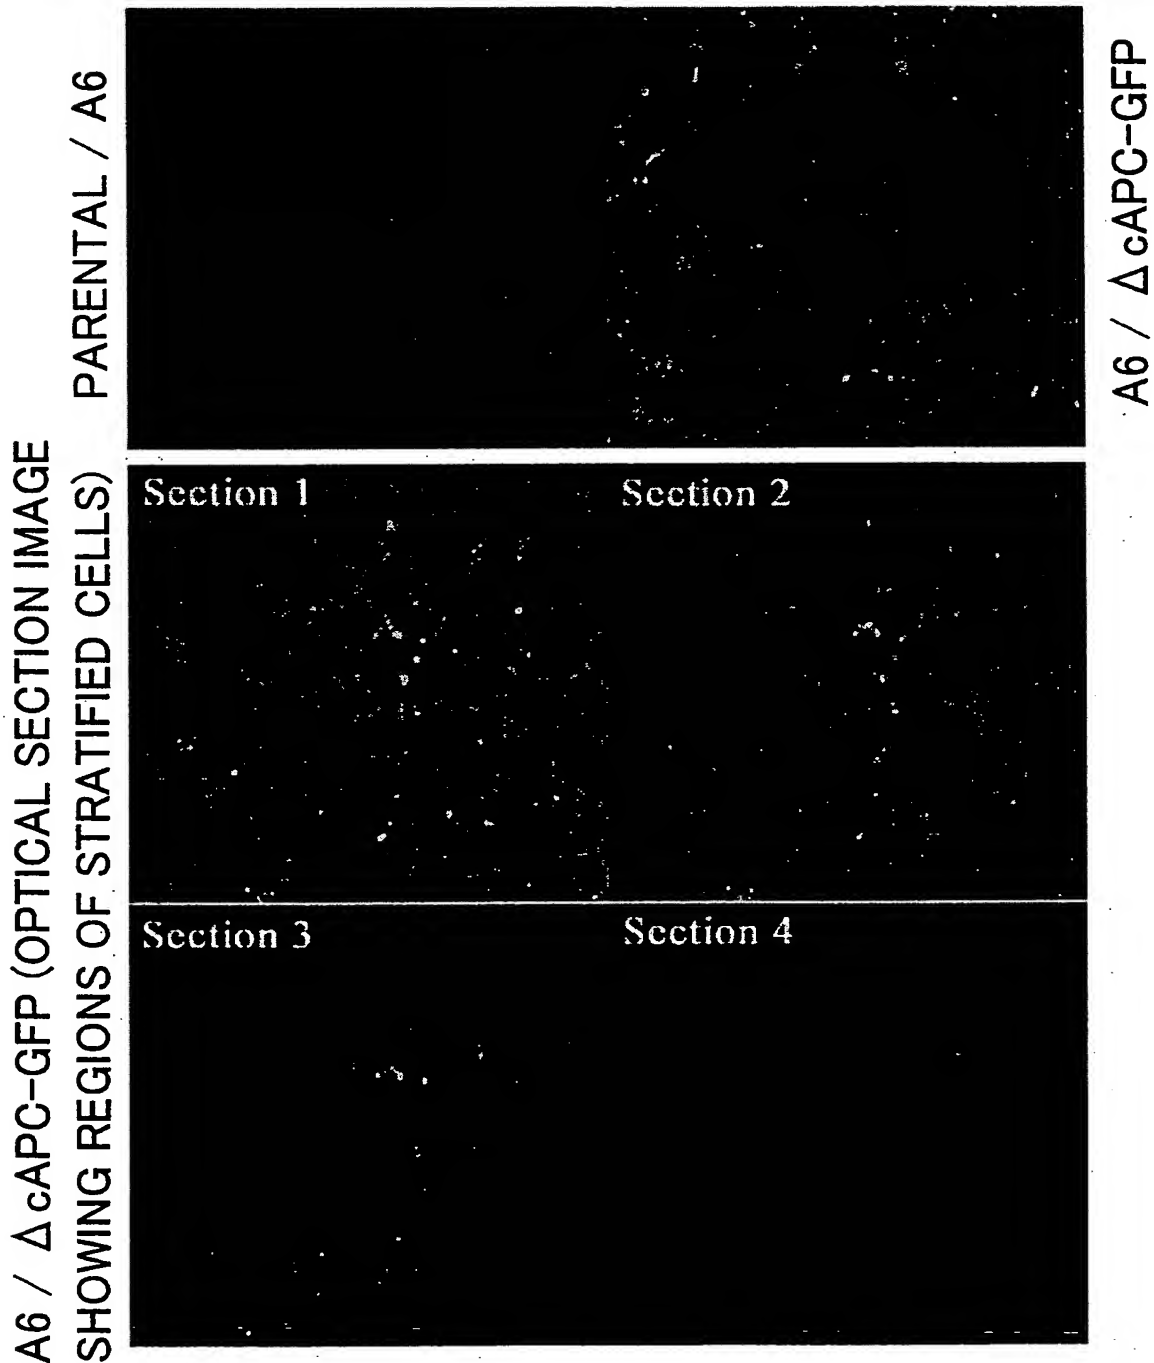 PARENTAL / A6
A6 / ΔcAPC-GFP
A6 / ΔcAPC-GFP (OPTICAL SECTION IMAGE
SHOWING REGIONS OF STRATIFIED CELLS)
Section 1
Section 2
Section 3
Section 4